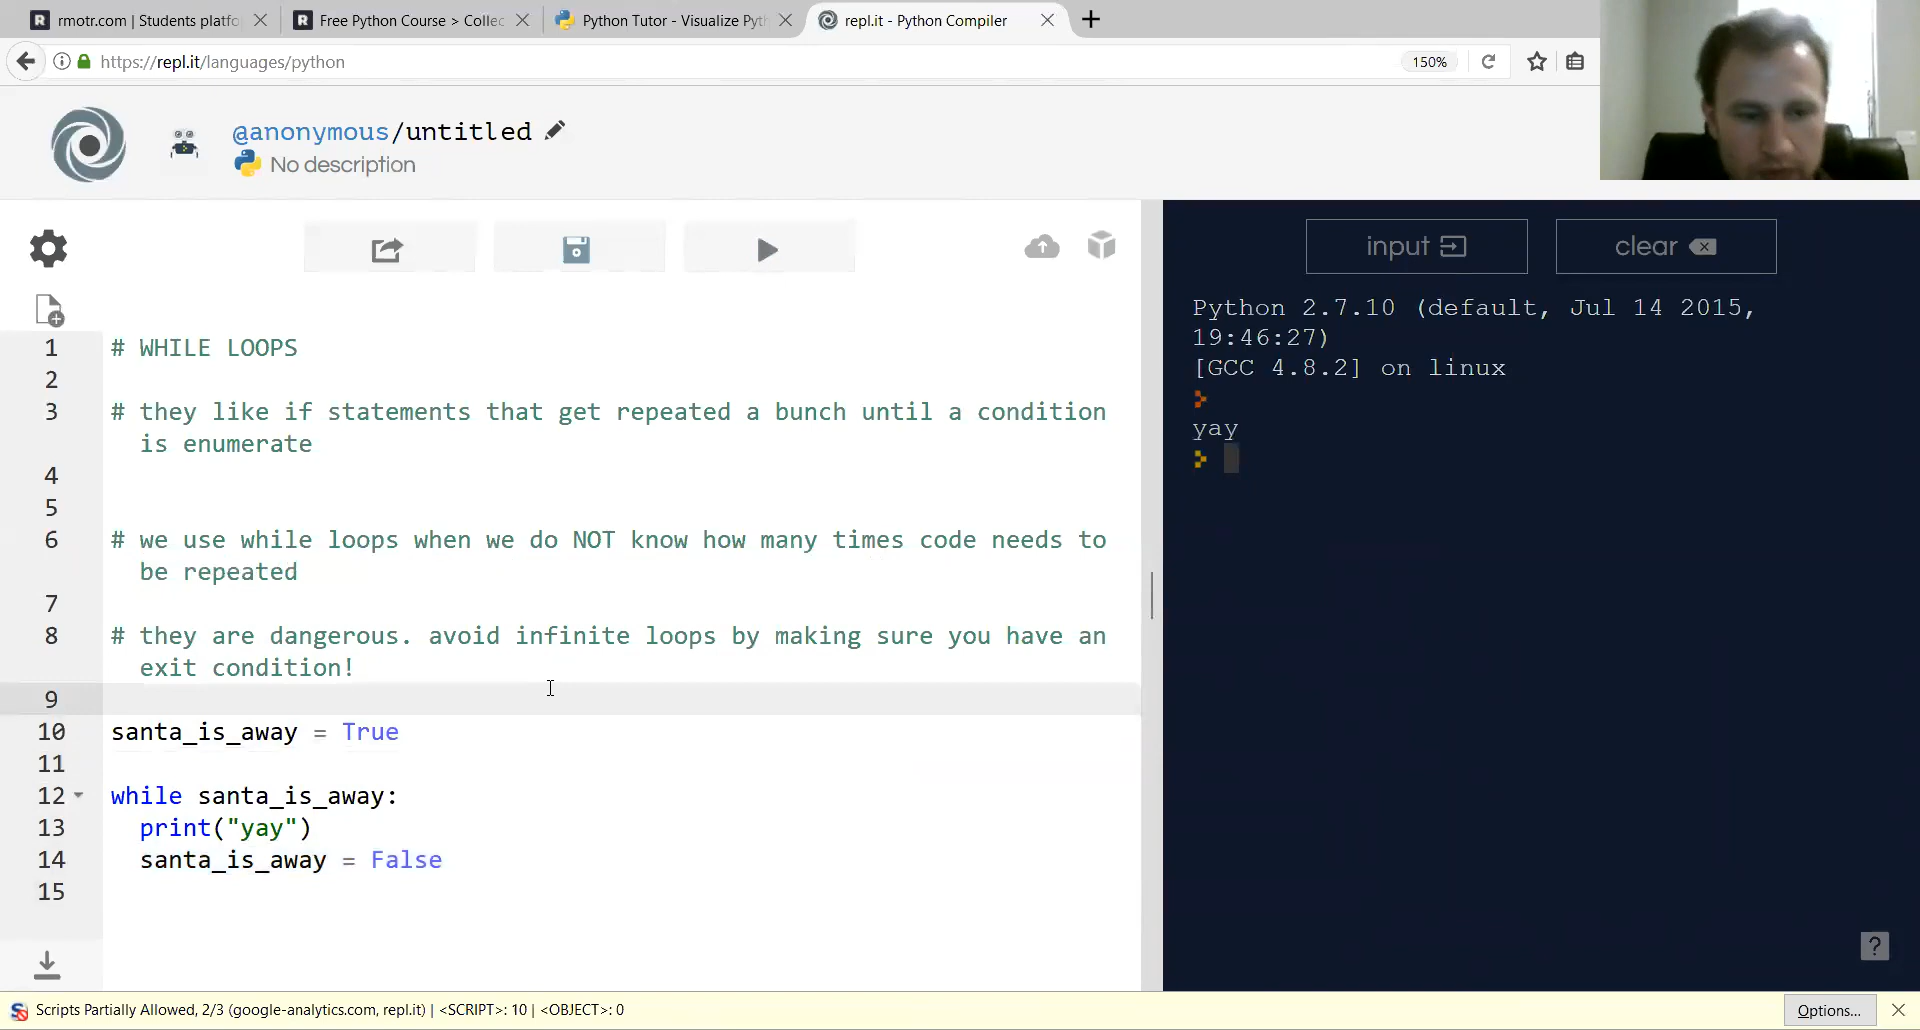 rmotr.com | Students platfo
Free Python Course > Collec
Python Tutor - Visualize Pyt
repl.it - Python Compiler
https://repl.it/languages/python
150%
@anonymous/untitled
No description
input
clear
Python 2.7.10 (default, Jul 14 2015,
19:46:27)
[GCC 4.8.2] on linux
yay
1 # WHILE LOOPS
2
3 # they like if statements that get repeated a bunch until a condition
is enumerate
4
5
6 # we use while loops when we do NOT know how many times code needs to
be repeated
7
8 # they are dangerous. avoid infinite loops by making sure you have an
exit condition!
9
10 santa_is_away = True
11
12 while santa_is_away:
13 print("yay")
14 santa_is_away = False
15
?
Scripts Partially Allowed, 2/3 (google-analytics.com, repl.it) | <SCRIPT>: 10 | <OBJECT>: 0
Options...